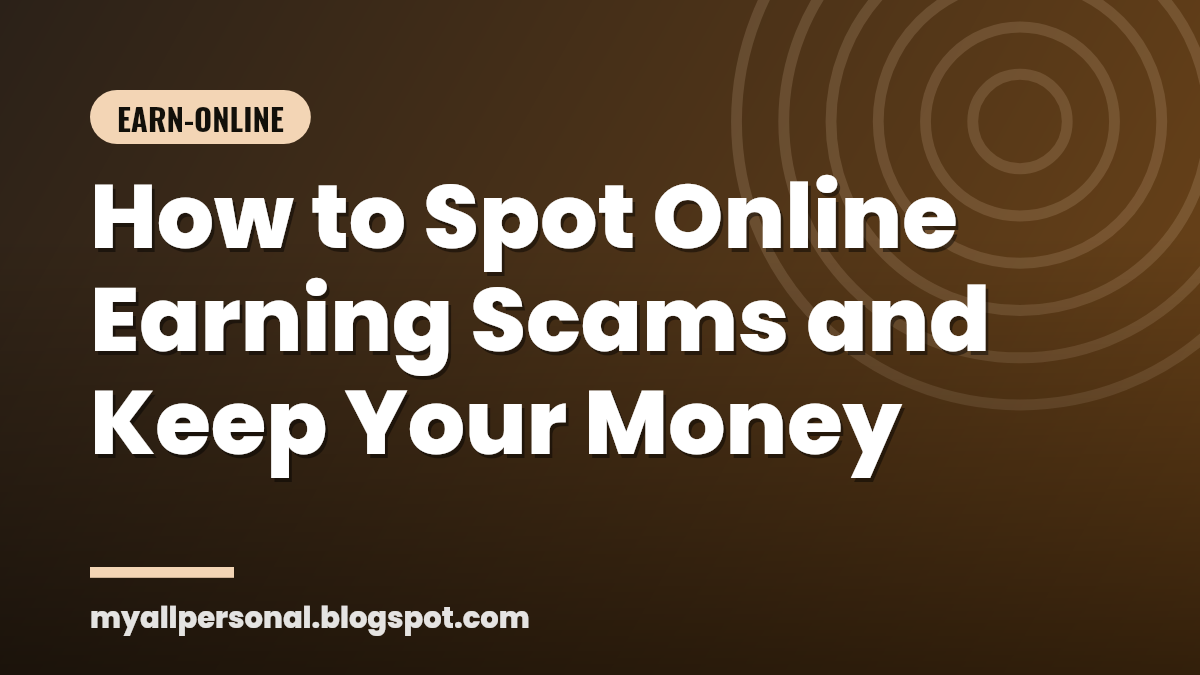 EARN-ONLINE
How to Spot Online
Earning Scams and
Keep Your Money
myallpersonal.blogspot.com